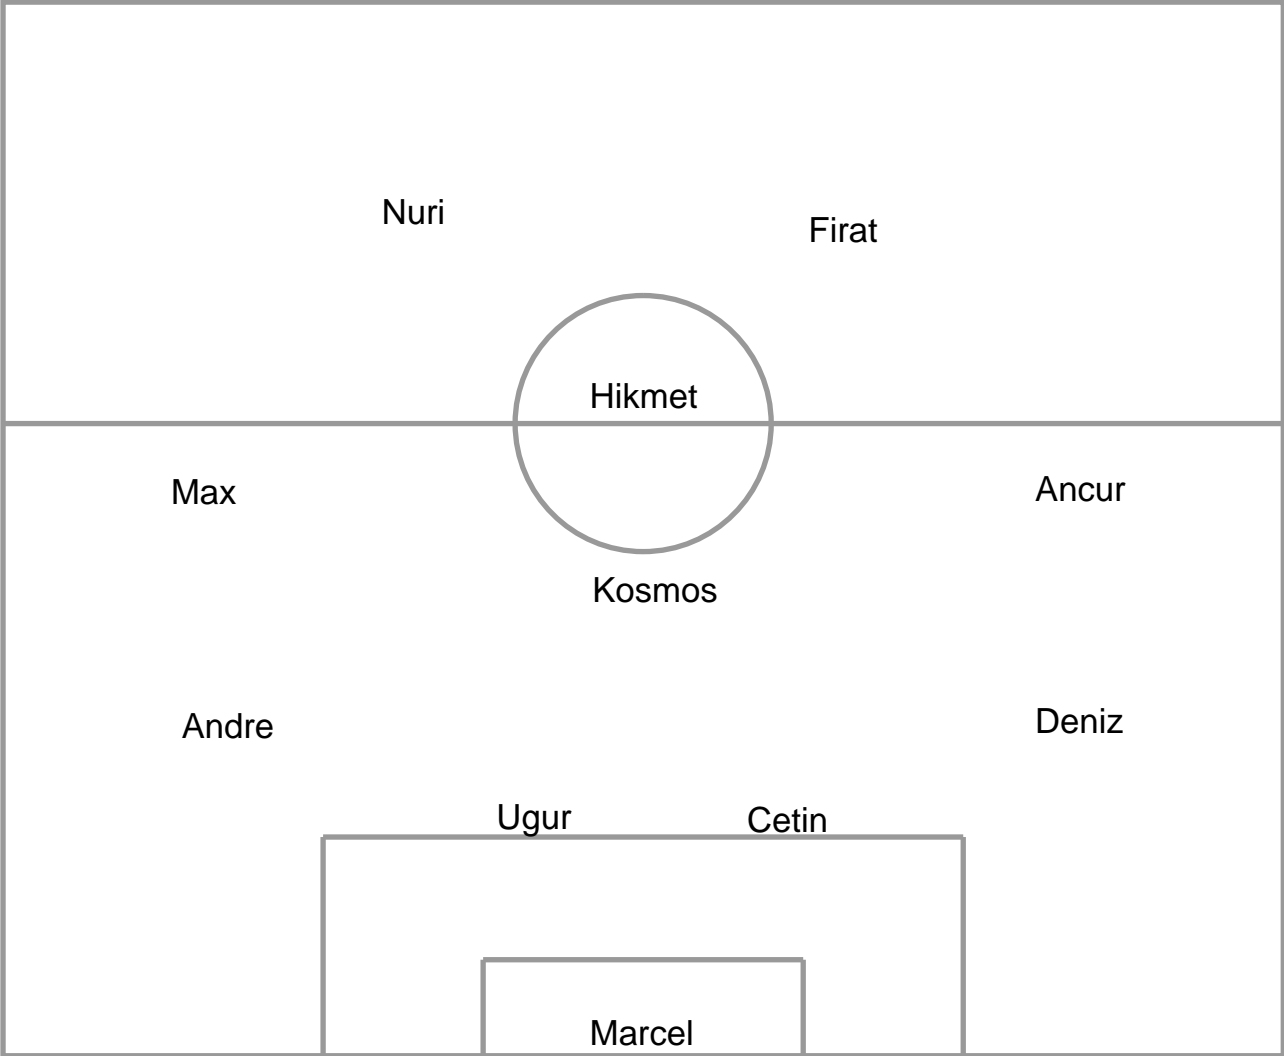 Nuri
Firat
Hikmet
Max
Ancur
Kosmos
Andre
Deniz
Ugur
Cetin
Marcel